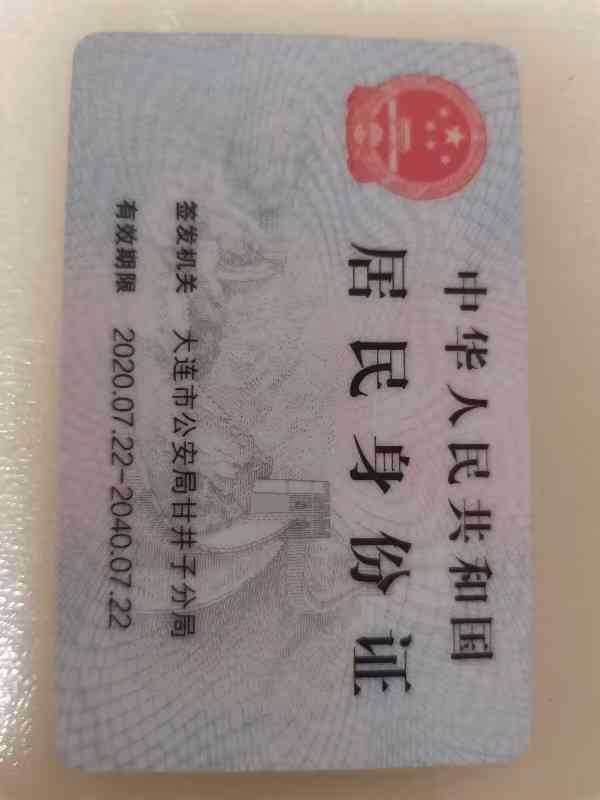 中华人民共和国
居民身份证
签发机关 大连市公安局甘井子分局
有效期限 2020.07.22-2040.07.22